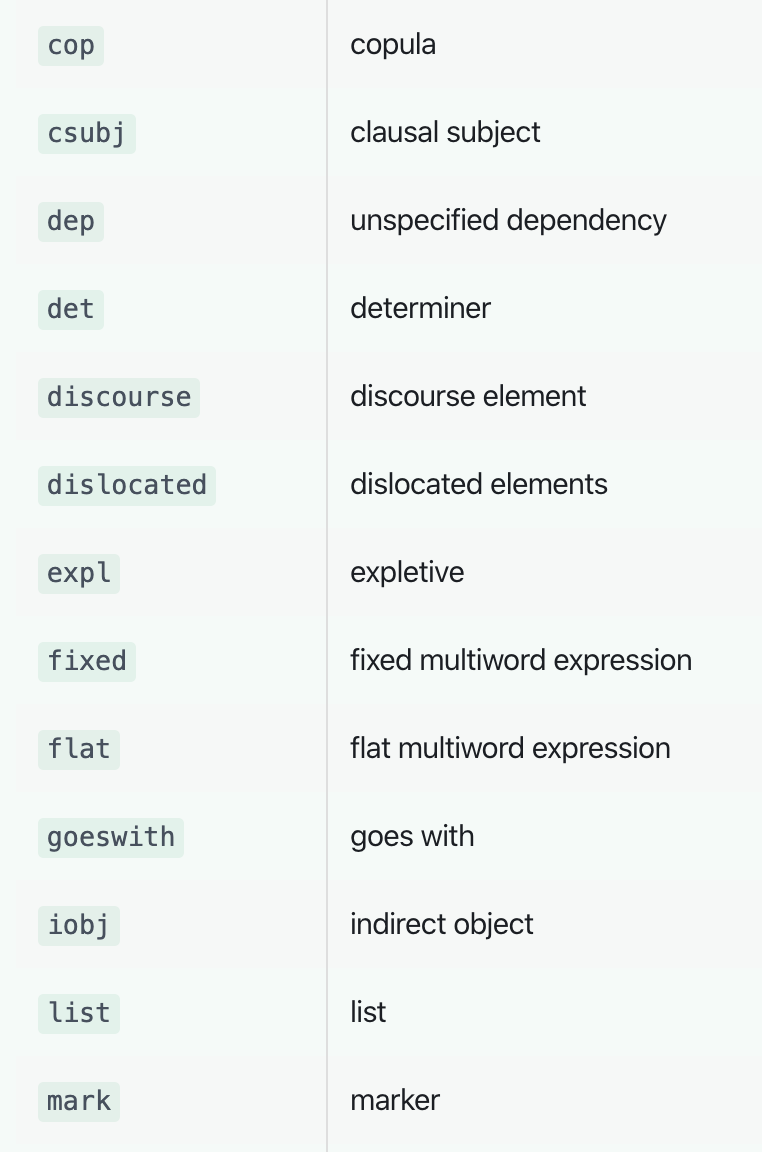 cop copula
csubj clausal subject
dep unspecified dependency
det determiner
discourse discourse element
dislocated dislocated elements
expl expletive
fixed fixed multiword expression
flat flat multiword expression
goeswith goes with
iobj indirect object
list list
mark marker